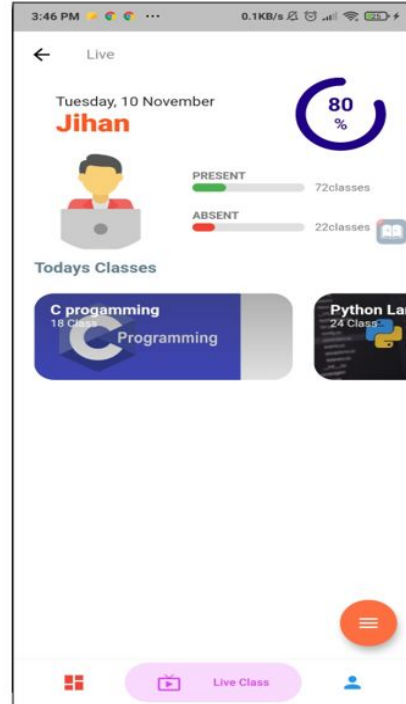 3:46 PM ... 0.1KB/s
Live
Tuesday, 10 November
Jihan
80
%
PRESENT
72classes
ABSENT
22classes
Todays Classes
C progamming
18 Class
C Programming
Python Lan
24 Class
Live Class